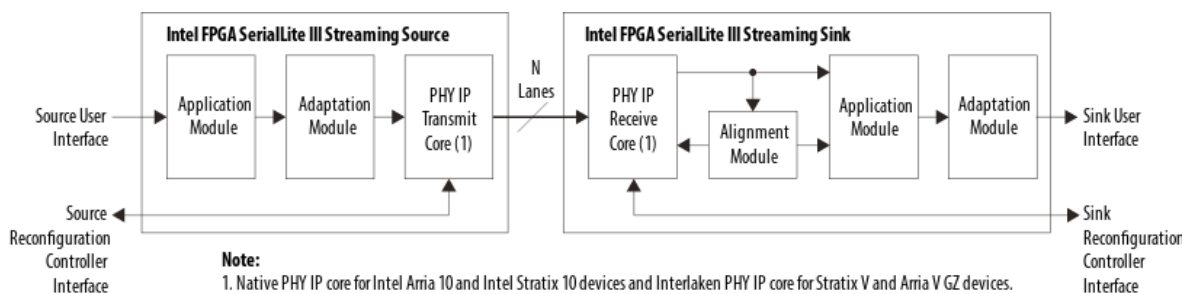 Intel FPGA SerialLite III Streaming Source
Intel FPGA SerialLite III Streaming Sink
Source User
Interface
Application
Module
Adaptation
Module
PHY IP
Transmit
Core (1)
N
Lanes
PHY IP
Receive
Core (1)
Alignment
Module
Application
Module
Adaptation
Module
Sink User
Interface
Source
Reconfiguration
Controller
Interface
Sink
Reconfiguration
Controller
Interface
Note:
1. Native PHY IP core for Intel Arria 10 and Intel Stratix 10 devices and Interlaken PHY IP core for Stratix V and Arria V GZ devices.